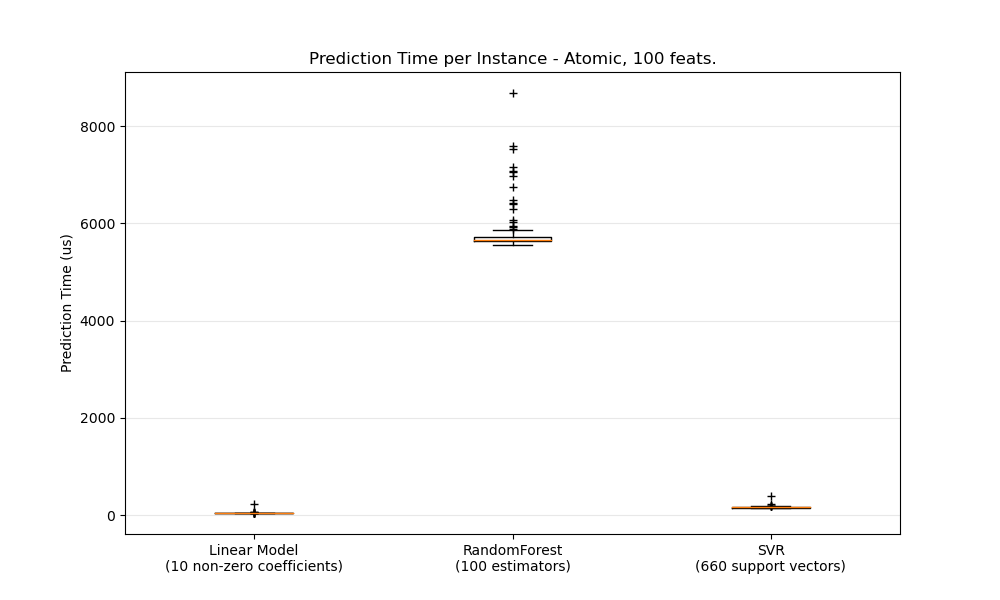 Prediction Time per Instance - Atomic, 100 feats.
Prediction Time (us)
8000
6000
4000
2000
0
Linear Model
(10 non-zero coefficients)
RandomForest
(100 estimators)
SVR
(660 support vectors)